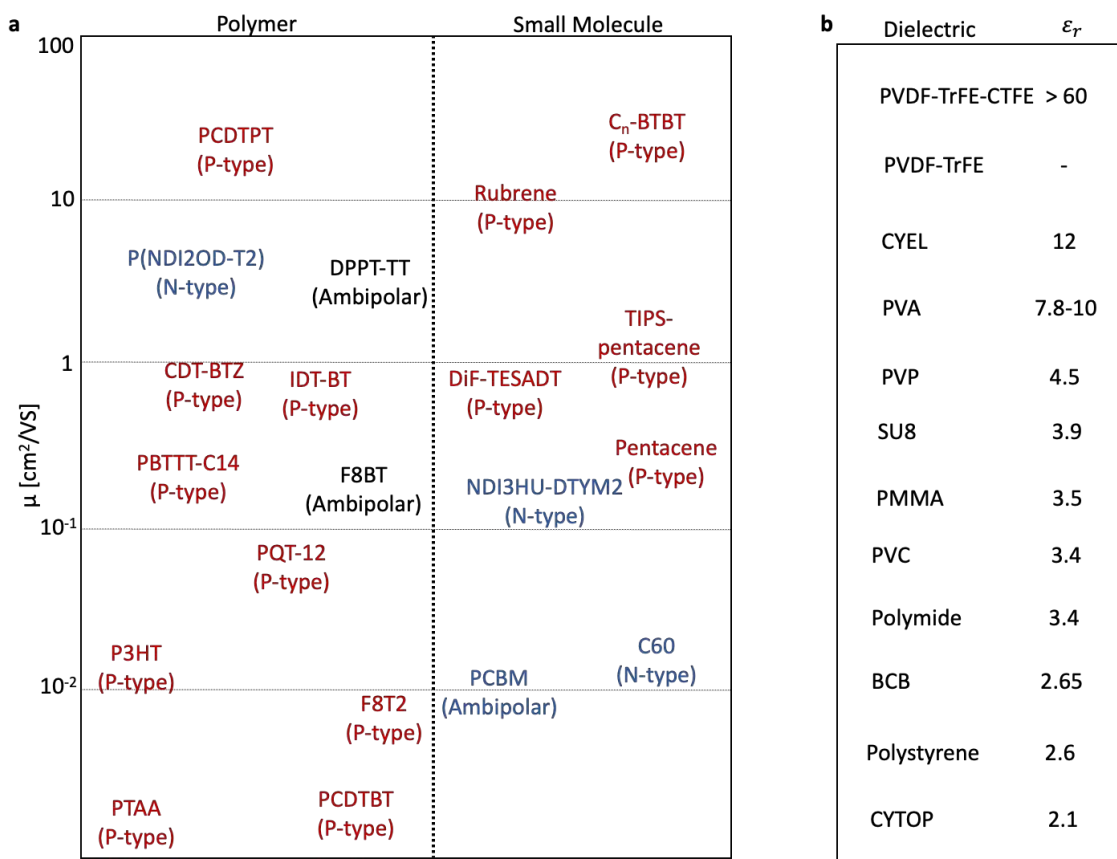 a
Polymer
Small Molecule
100
10
1
10-1
10-2
µ [cm2/VS]
PCDTPT
(P-type)
Cn-BTBT
(P-type)
Rubrene
(P-type)
P(NDI2OD-T2)
(N-type)
DPPT-TT
(Ambipolar)
TIPS-
pentacene
(P-type)
CDT-BTZ
(P-type)
IDT-BT
(P-type)
DiF-TESADT
(P-type)
PBTTT-C14
(P-type)
F8BT
(Ambipolar)
Pentacene
(P-type)
NDI3HU-DTYM2
(N-type)
PQT-12
(P-type)
P3HT
(P-type)
C60
(N-type)
PCBM
(Ambipolar)
F8T2
(P-type)
PTAA
(P-type)
PCDTBT
(P-type)
b
Dielectric εr
PVDF-TrFE-CTFE > 60
PVDF-TrFE -
CYEL 12
PVA 7.8-10
PVP 4.5
SU8 3.9
PMMA 3.5
PVC 3.4
Polymide 3.4
BCB 2.65
Polystyrene 2.6
CYTOP 2.1